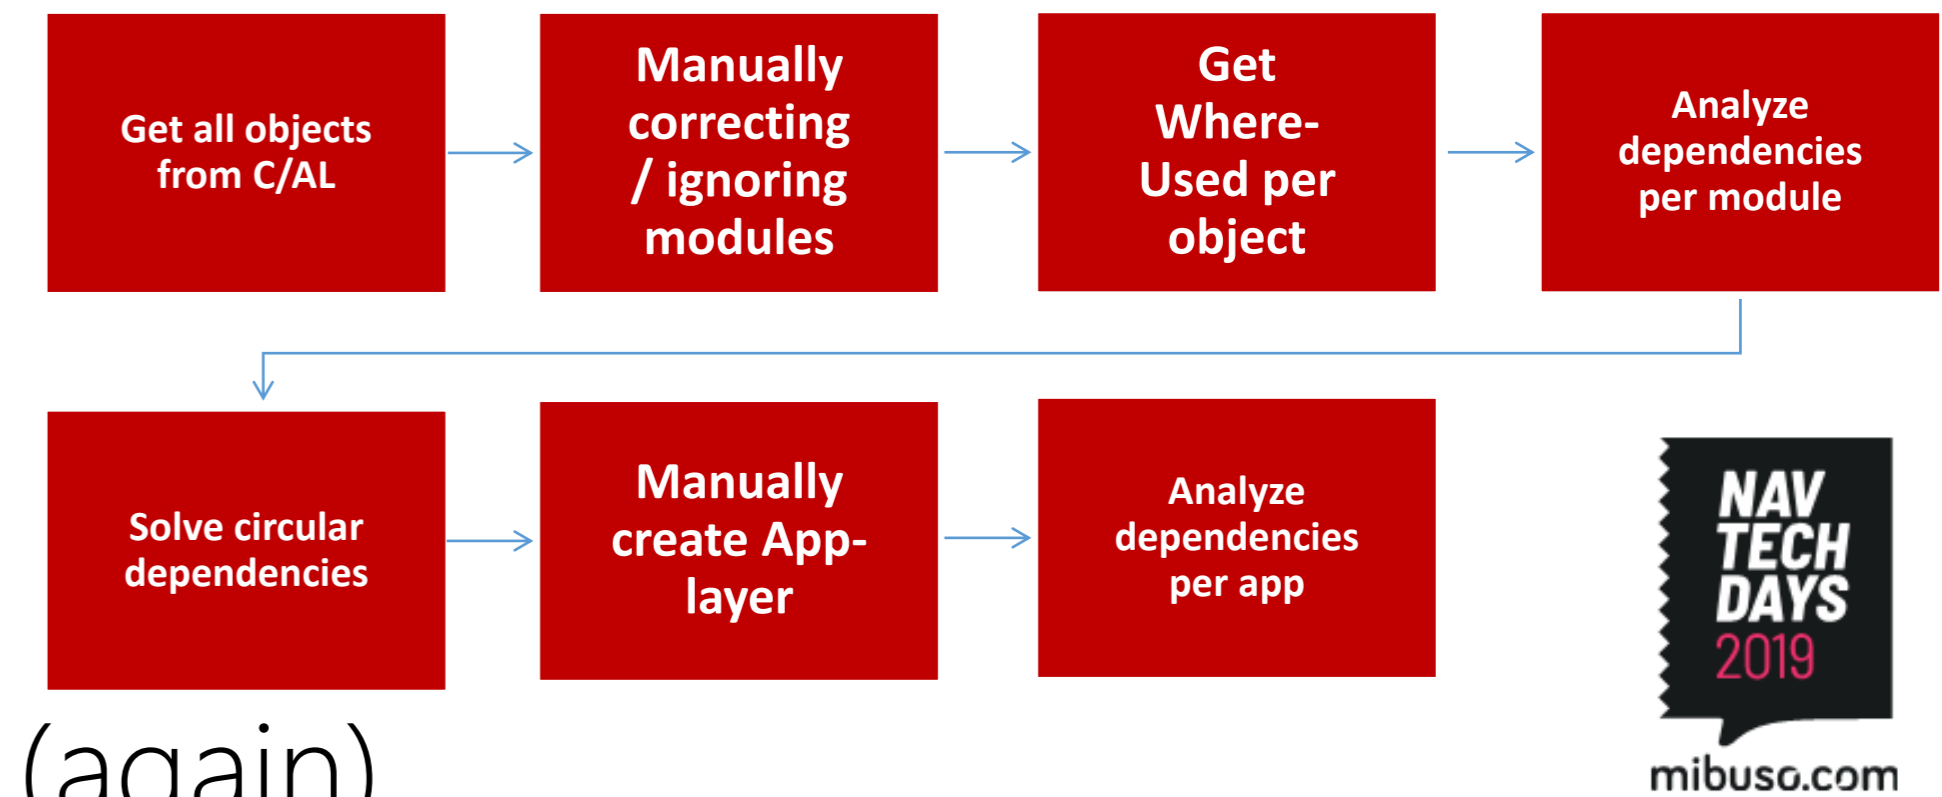 Get all objects
from C/AL
Manually
correcting
/ ignoring
modules
Get
Where-
Used per
object
Analyze
dependencies
per module
Solve circular
dependencies
Manually
create App-
layer
Analyze
dependencies
per app
NAV
TECH
DAYS
2019
mibuso.com
(again)